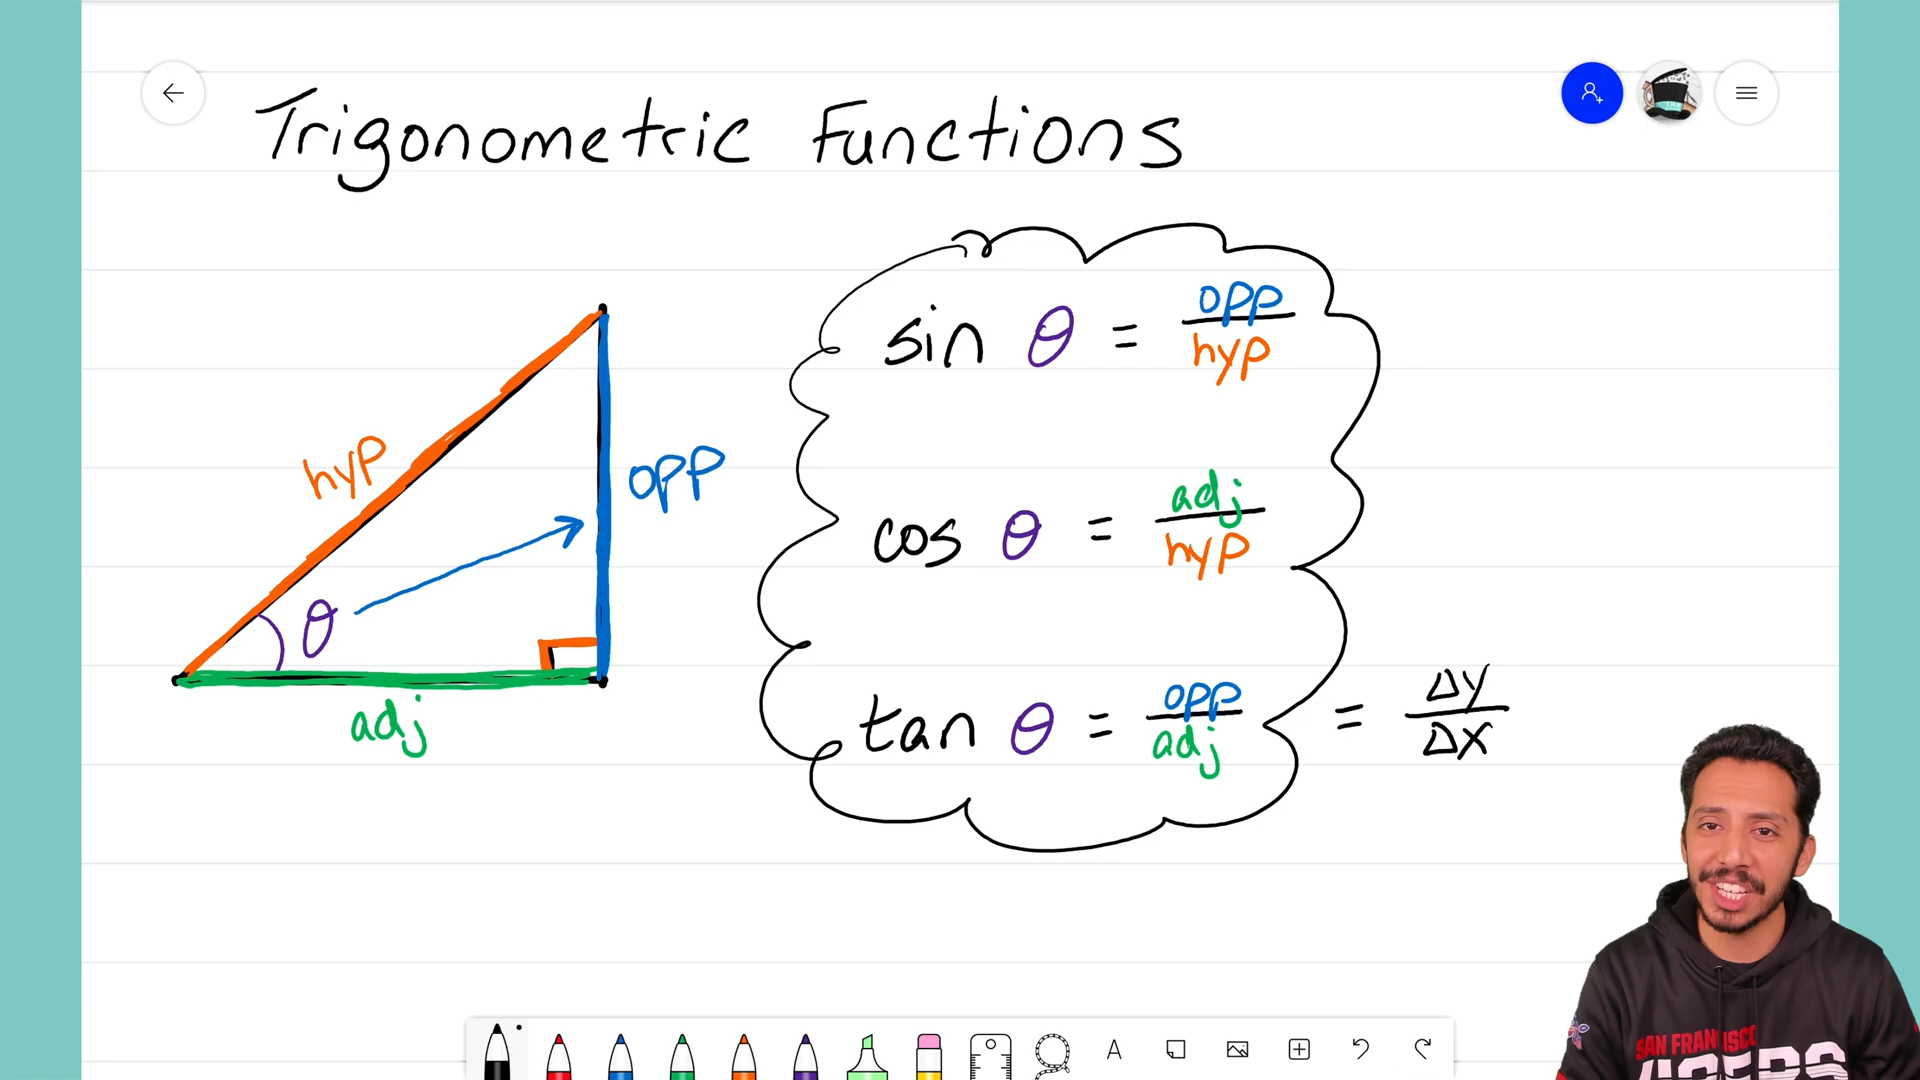 Trigonometric Functions
sin θ = opp/hyp
hyp
opp
cos θ = adj/hyp
θ
adj
tan θ = opp/adj = Δy/Δx
A
SAN FRANCISCO